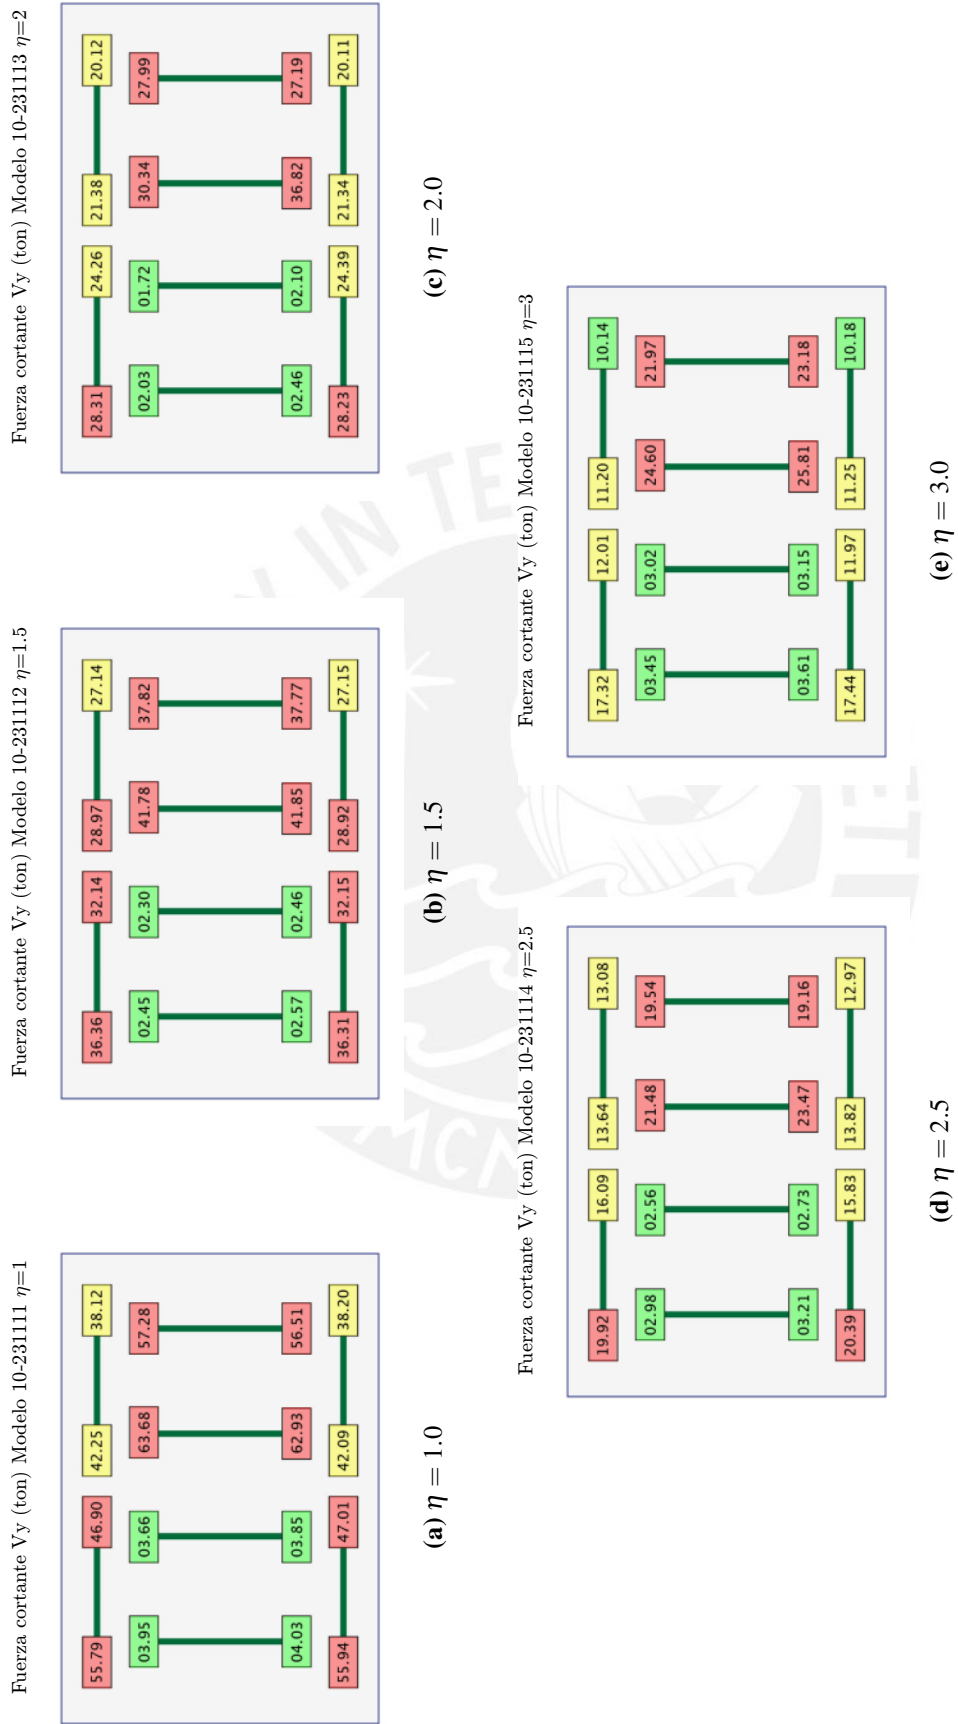 Fuerza cortante Vy (ton) Modelo 10-231111 η=1
55.79 46.90 42.25 38.12
03.95 03.66 63.68 57.28
04.03 03.85 62.93 56.51
55.94 47.01 42.09 38.20
(a) η = 1.0
Fuerza cortante Vy (ton) Modelo 10-231112 η=1.5
36.36 32.14 28.97 27.14
02.45 02.30 41.78 37.82
02.57 02.46 41.85 37.77
36.31 32.15 28.92 27.15
(b) η = 1.5
Fuerza cortante Vy (ton) Modelo 10-231113 η=2
28.31 24.26 21.38 20.12
02.03 01.72 30.34 27.99
02.46 02.10 36.82 27.19
28.23 24.39 21.34 20.11
(c) η = 2.0
Fuerza cortante Vy (ton) Modelo 10-231114 η=2.5
19.92 16.09 13.64 13.08
02.98 02.56 21.48 19.54
03.21 02.73 23.47 19.16
20.39 15.83 13.82 12.97
(d) η = 2.5
Fuerza cortante Vy (ton) Modelo 10-231115 η=3
17.32 12.01 11.20 10.14
03.45 03.02 24.60 21.97
03.61 03.15 25.81 23.18
17.44 11.97 11.25 10.18
(e) η = 3.0
IN TE
MCM